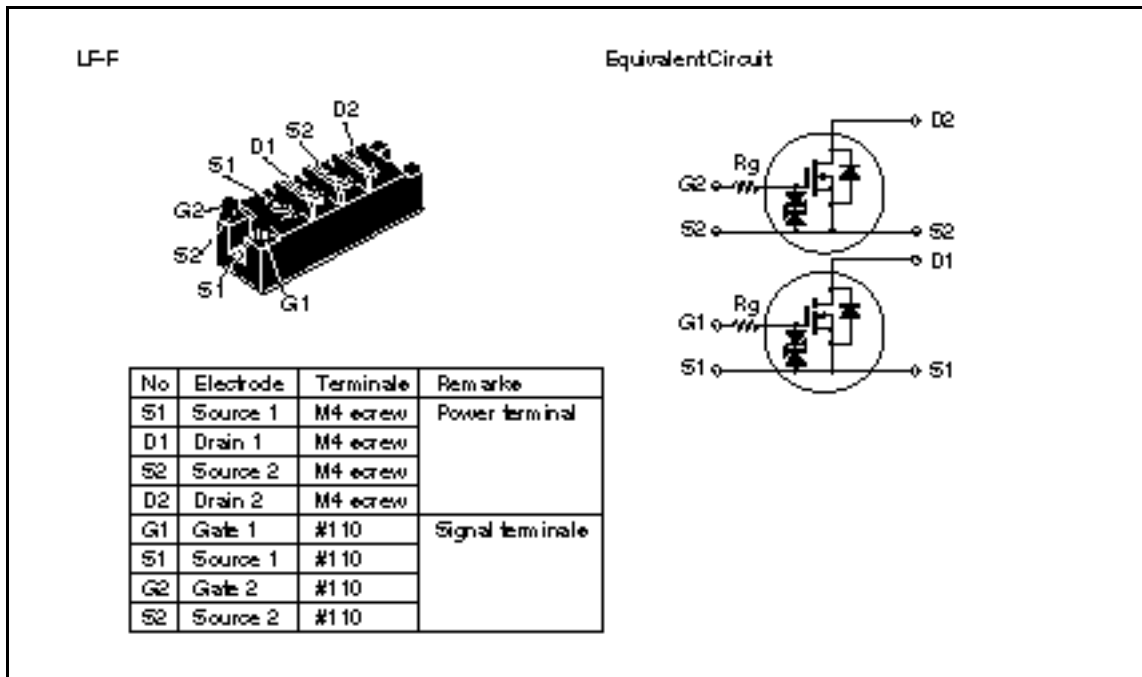 LF-F
Equivalent Circuit
D2
S2
D1
S1
G2
S2
S1
G1
D2
Rg
G2
S2
S2
D1
Rg
G1
S1
S1
No Electrode Terminals Remarks
S1 Source 1 M4 screw Power terminal
D1 Drain 1 M4 screw
S2 Source 2 M4 screw
D2 Drain 2 M4 screw
G1 Gate 1 #110 Signal terminals
S1 Source 1 #110
G2 Gate 2 #110
S2 Source 2 #110